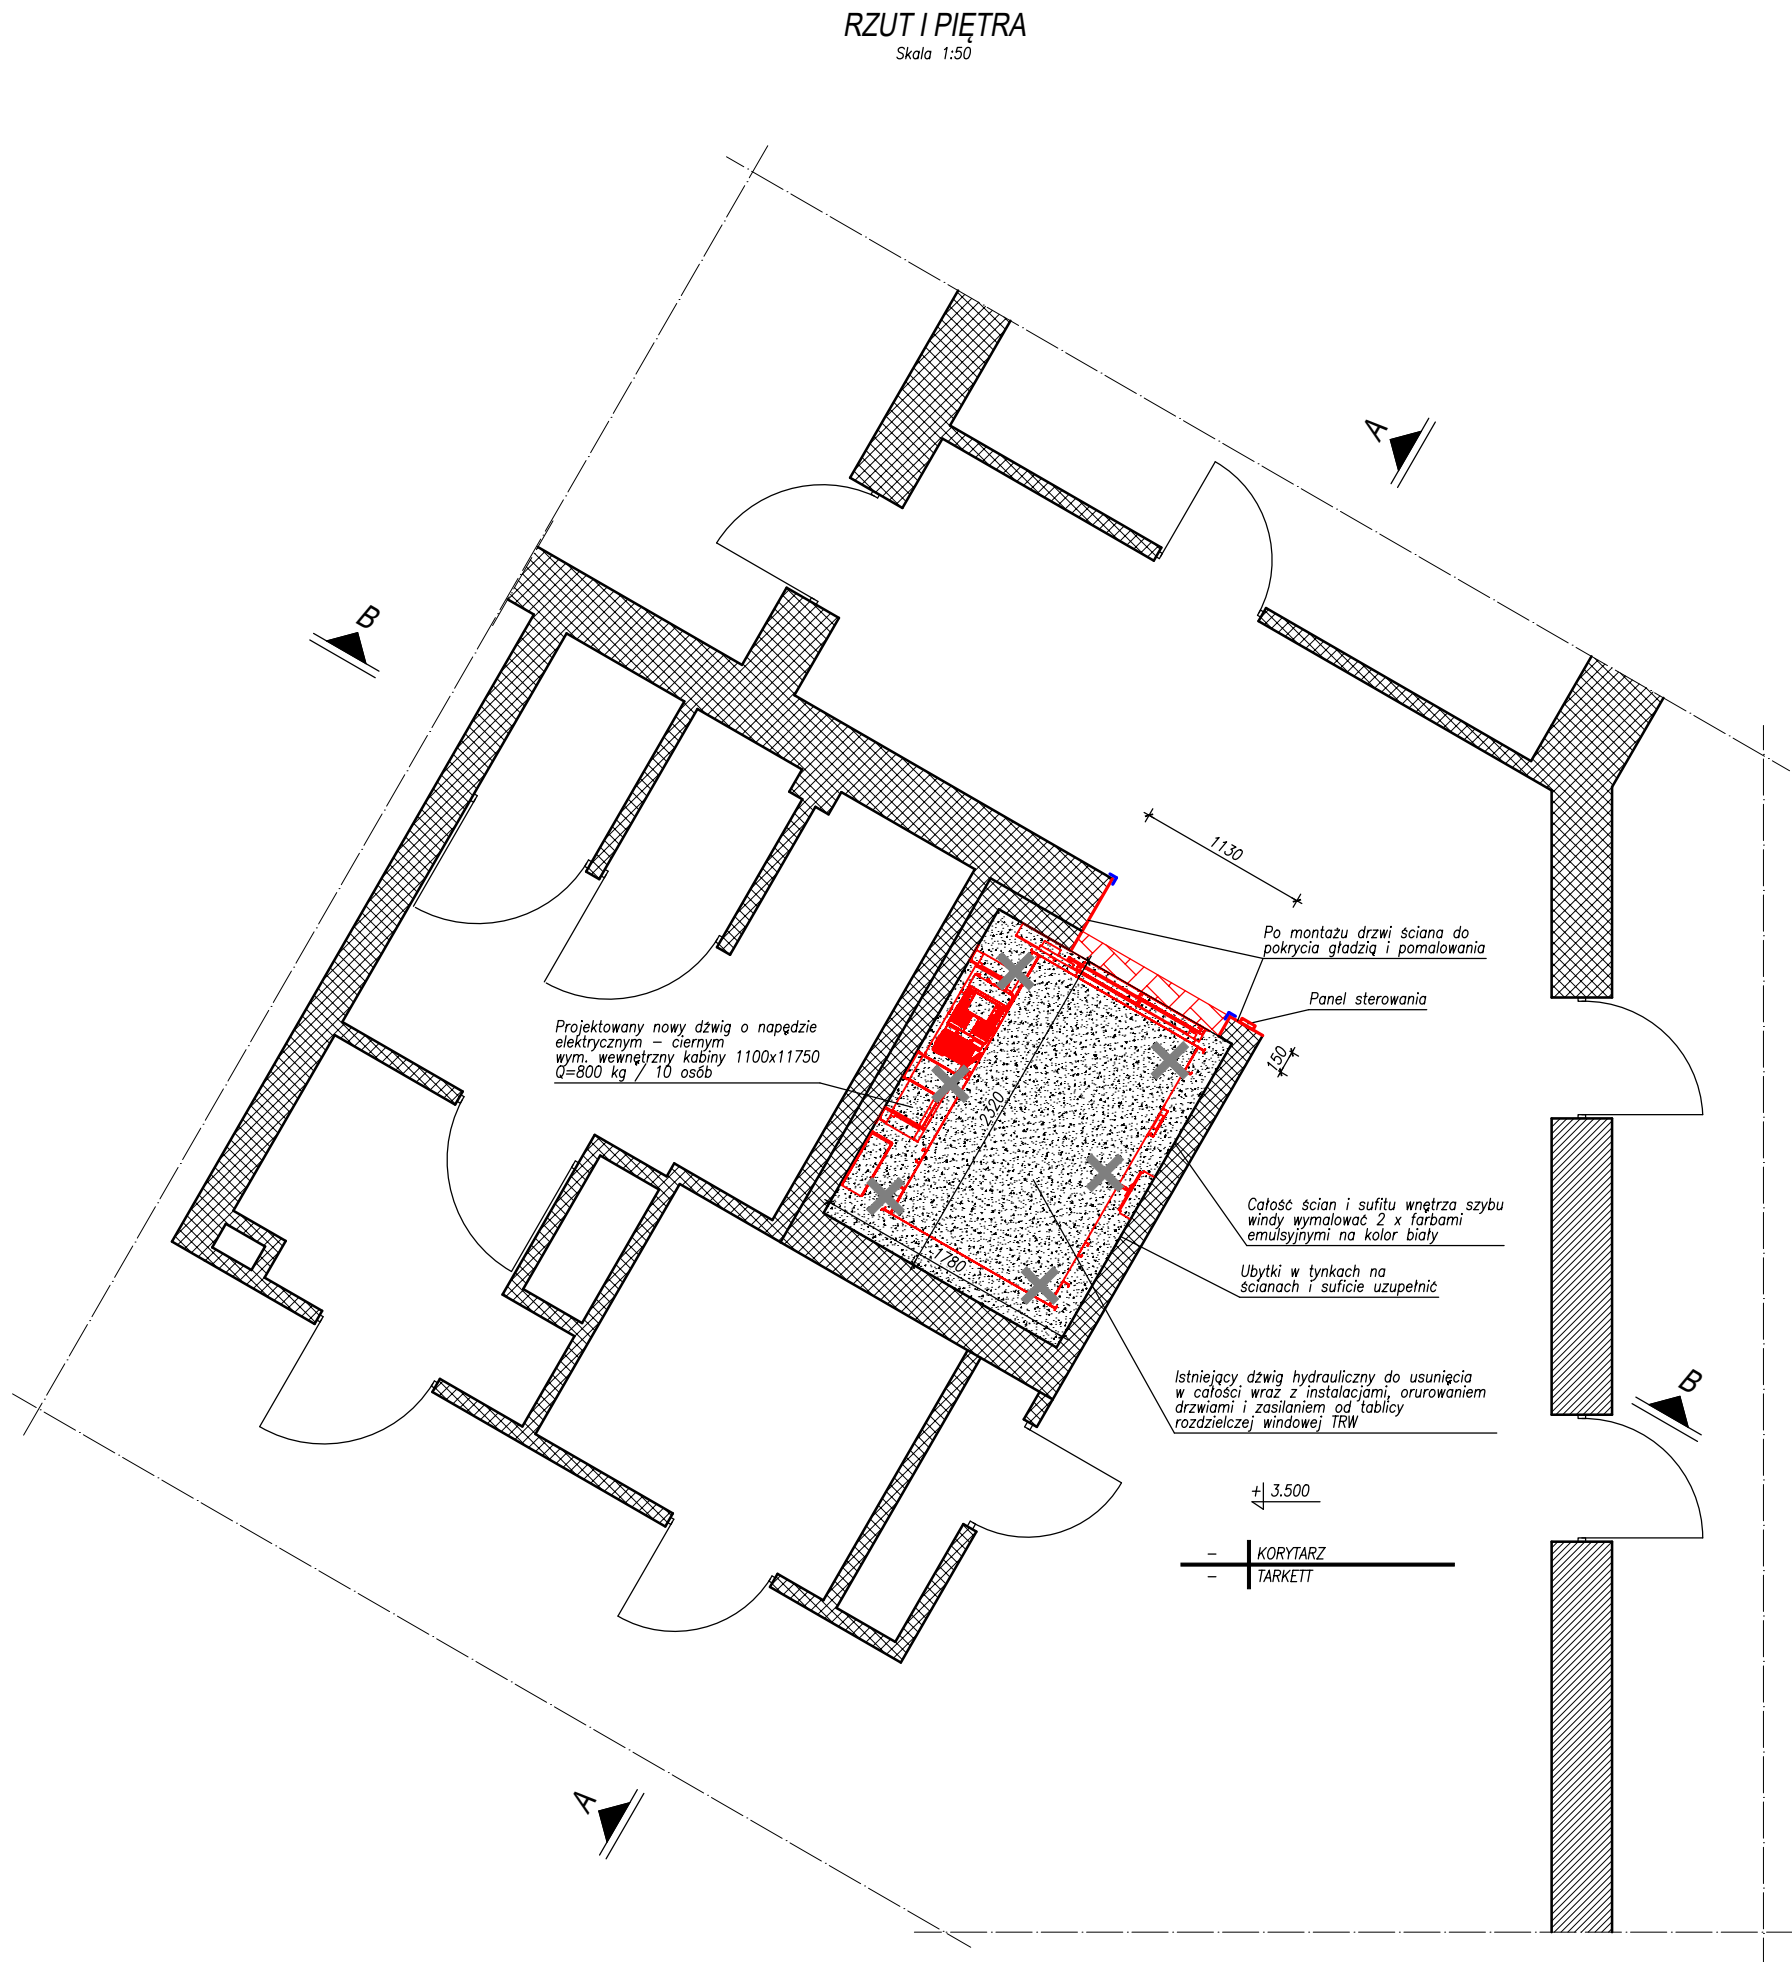 RZUT I PIĘTRA
Skala 1:50
A
B
1130
Po montażu drzwi ściana do
pokrycia gładzią i pomalowania
Panel sterowania
150
Projektowany nowy dźwig o napędzie
elektrycznym – ciernym
wym. wewnętrzny kabiny 1100x11750
Q=800 kg / 10 osób
2320
1780
Całość ścian i sufitu wnętrza szybu
windy wymalować 2 x farbami
emulsyjnymi na kolor biały
Ubytki w tynkach na
ścianach i suficie uzupełnić
Istniejący dźwig hydrauliczny do usunięcia
w całości wraz z instalacjami, orurowaniem
drzwiami i zasilaniem od tablicy
rozdzielczej windowej TRW
B
+ 3.500
– KORYTARZ
– TARKETT
A